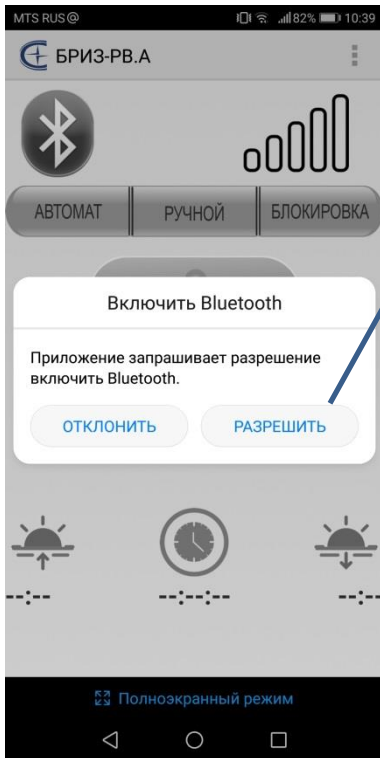 MTS RUS@ 82% 10:39
БРИЗ-РВ.А
АВТОМАТ РУЧНОЙ БЛОКИРОВКА
Включить Bluetooth
Приложение запрашивает разрешение
включить Bluetooth.
ОТКЛОНИТЬ РАЗРЕШИТЬ
--:-- --:--:-- --:-
Полноэкранный режим